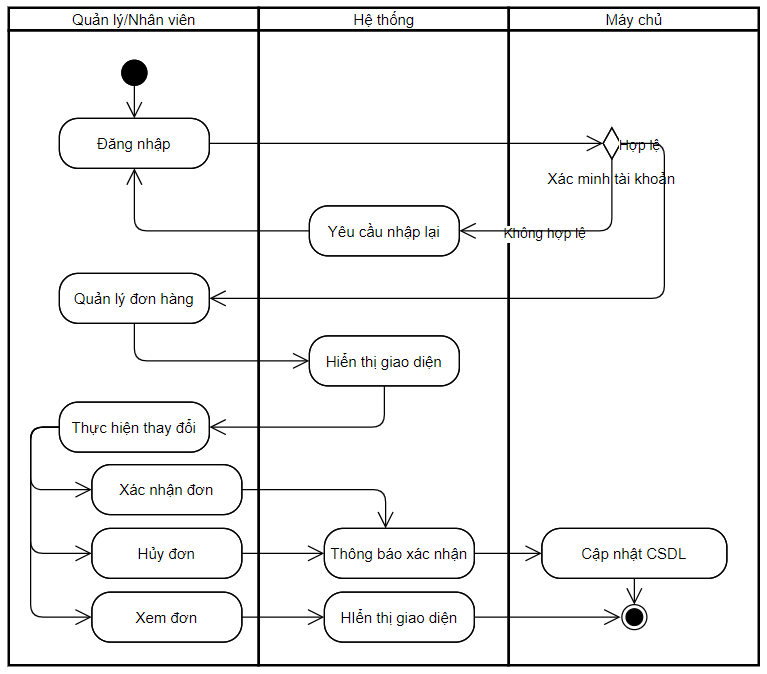 Quản lý/Nhân viên
Hệ thống
Máy chủ
Đăng nhập
Hợp lệ
Xác minh tài khoản
Yêu cầu nhập lại
Không hợp lệ
Quản lý đơn hàng
Hiển thị giao diện
Thực hiện thay đổi
Xác nhận đơn
Hủy đơn
Thông báo xác nhận
Cập nhật CSDL
Xem đơn
HIển thị giao diện